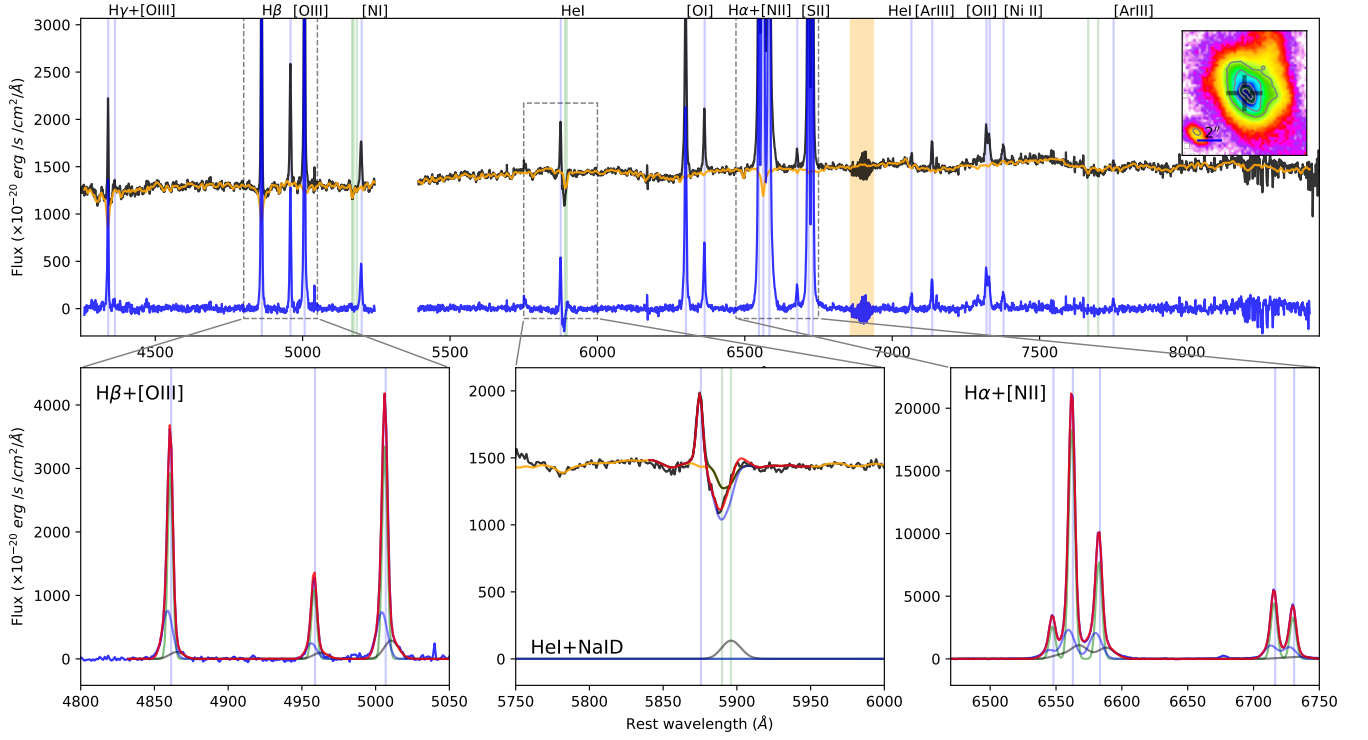 Hγ+[OIII] Hβ [OIII] [NI] HeI [OI] Hα+[NII] [SII] HeI [ArIII] [OII] [Ni II] [ArIII]
3000
2500
2000
1500
1000
500
0
Flux (×10⁻²⁰ erg /s /cm²/Å)
2''
4500 5000 5500 6000 6500 7000 7500 8000
Hβ+[OIII]
4000
3000
2000
1000
0
Flux (×10⁻²⁰ erg /s /cm²/Å)
4800 4850 4900 4950 5000 5050
2000
1500
1000
500
0
HeI+NaID
5750 5800 5850 5900 5950 6000
Rest wavelength (Å)
Hα+[NII]
20000
15000
10000
5000
0
6500 6550 6600 6650 6700 6750